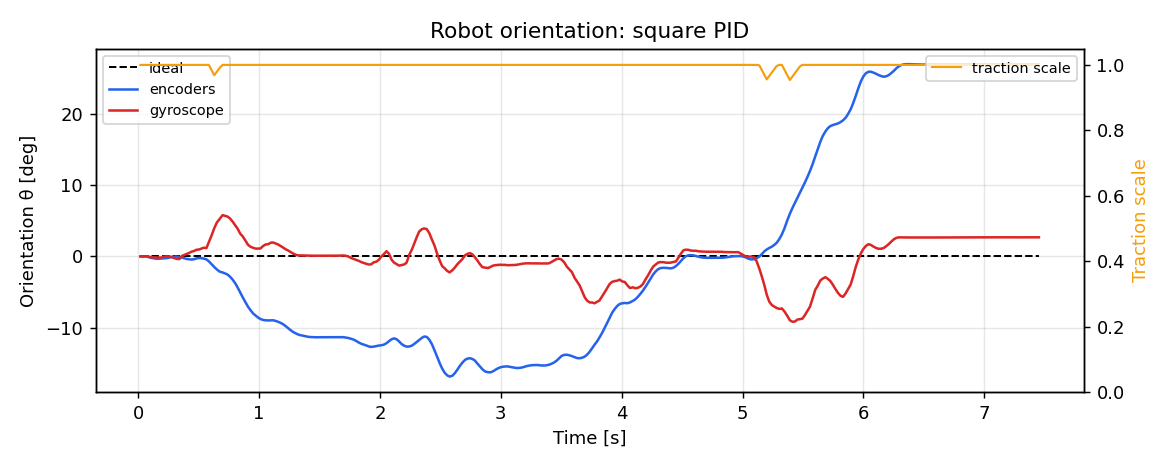 Robot orientation: square PID
ideal
encoders
gyroscope
traction scale
Orientation θ [deg]
20
10
0
−10
1.0
0.8
0.6
0.4
0.2
0.0
Traction scale
0 1 2 3 4 5 6 7
Time [s]